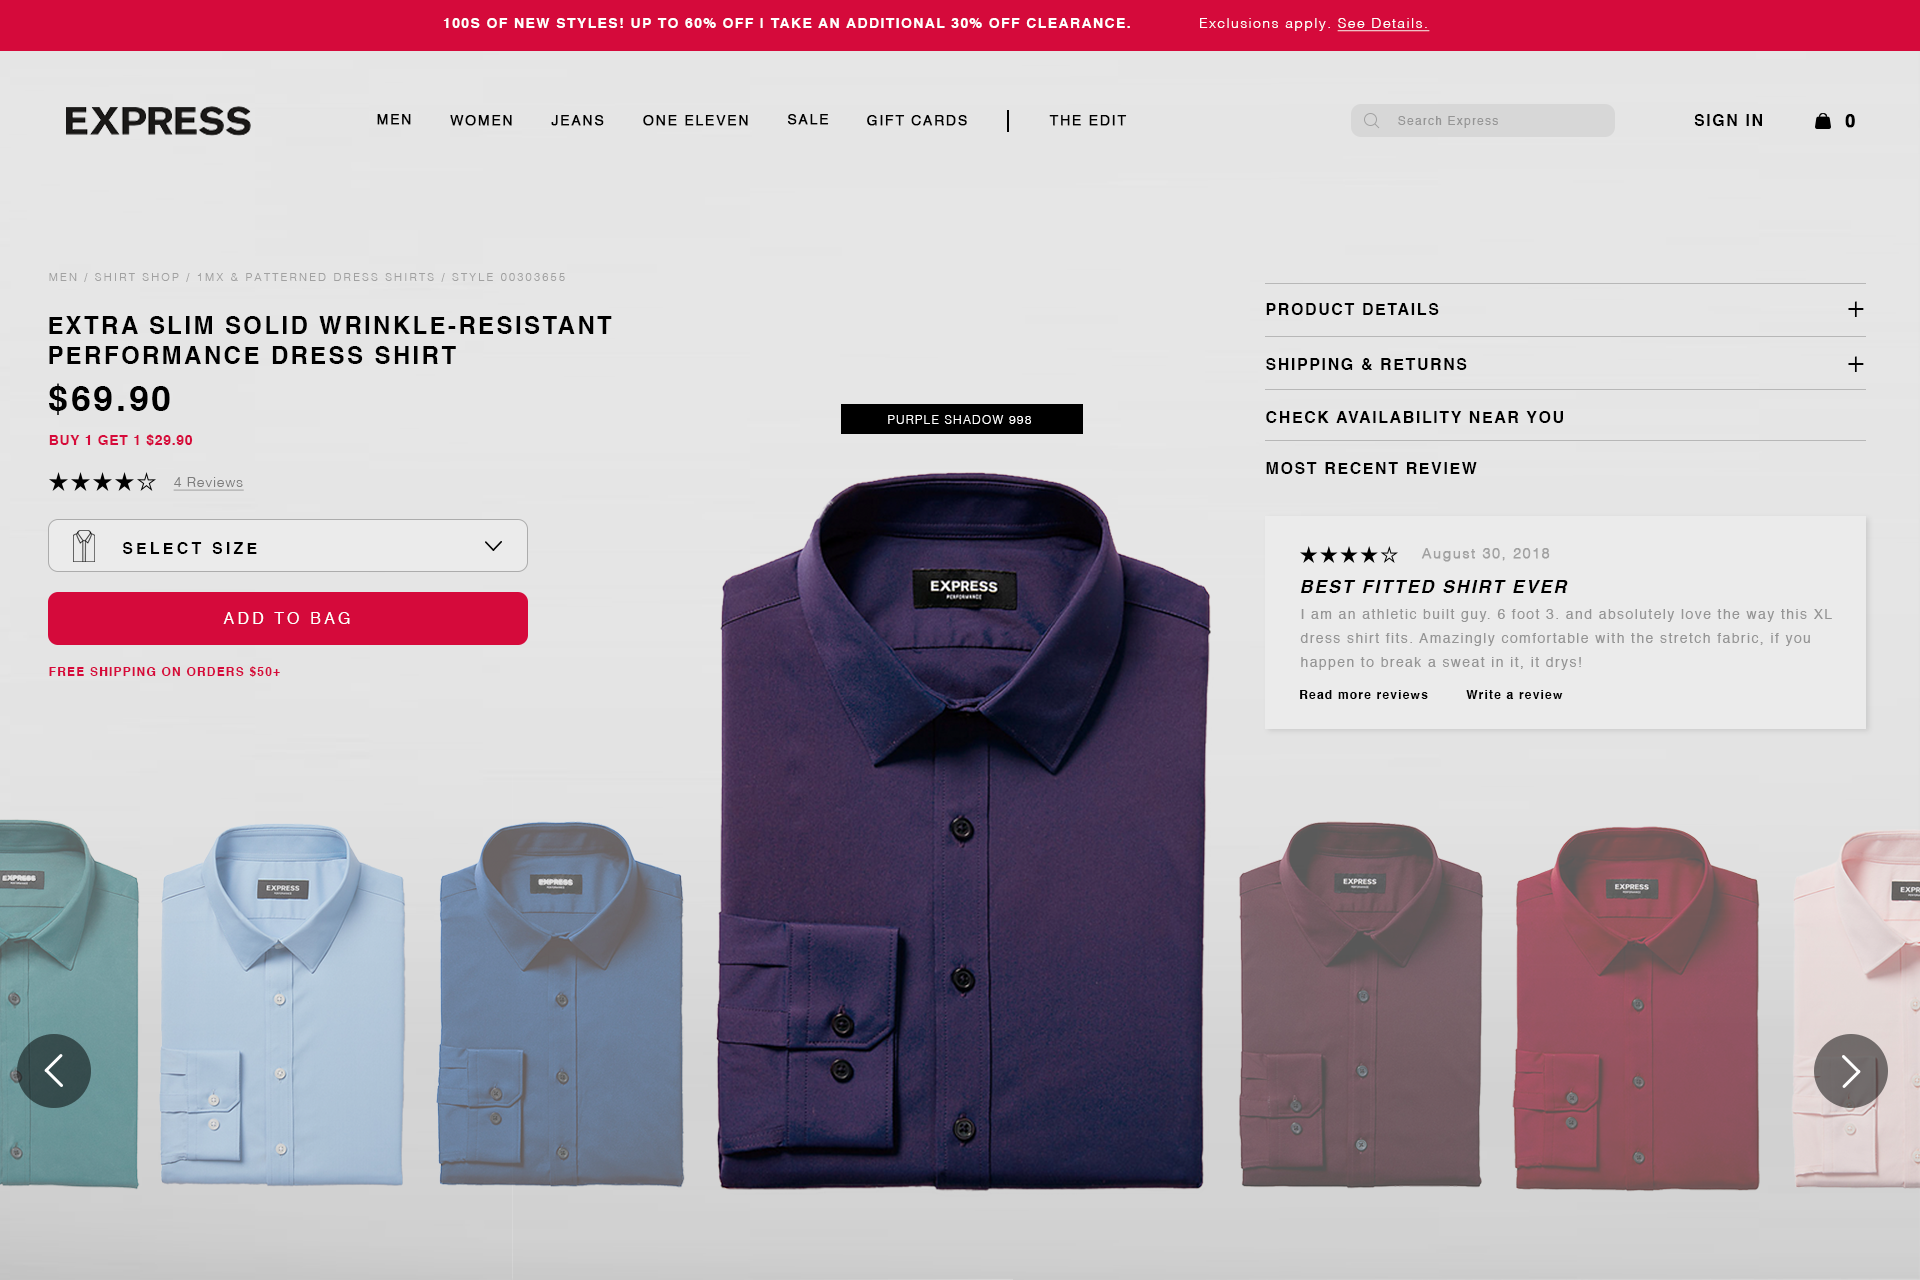 100S OF NEW STYLES! UP TO 60% OFF | TAKE AN ADDITIONAL 30% OFF CLEARANCE. Exclusions apply. See Details.
EXPRESS MEN WOMEN JEANS ONE ELEVEN SALE GIFT CARDS | THE EDIT Search Express SIGN IN 0
MEN / SHIRT SHOP / 1MX & PATTERNED DRESS SHIRTS / STYLE 00303655
EXTRA SLIM SOLID WRINKLE-RESISTANT
PERFORMANCE DRESS SHIRT
$69.90
BUY 1 GET 1 $29.90
4 Reviews
SELECT SIZE
ADD TO BAG
FREE SHIPPING ON ORDERS $50+
PURPLE SHADOW 998
EXPRESS
PERFORMANCE
PRODUCT DETAILS +
SHIPPING & RETURNS +
CHECK AVAILABILITY NEAR YOU
MOST RECENT REVIEW
August 30, 2018
BEST FITTED SHIRT EVER
I am an athletic built guy. 6 foot 3. and absolutely love the way this XL
dress shirt fits. Amazingly comfortable with the stretch fabric, if you
happen to break a sweat in it, it drys!
Read more reviews Write a review
EXPRESS
EXPRESS
EXPRESS
EXPRESS
EXPRESS
EXPR